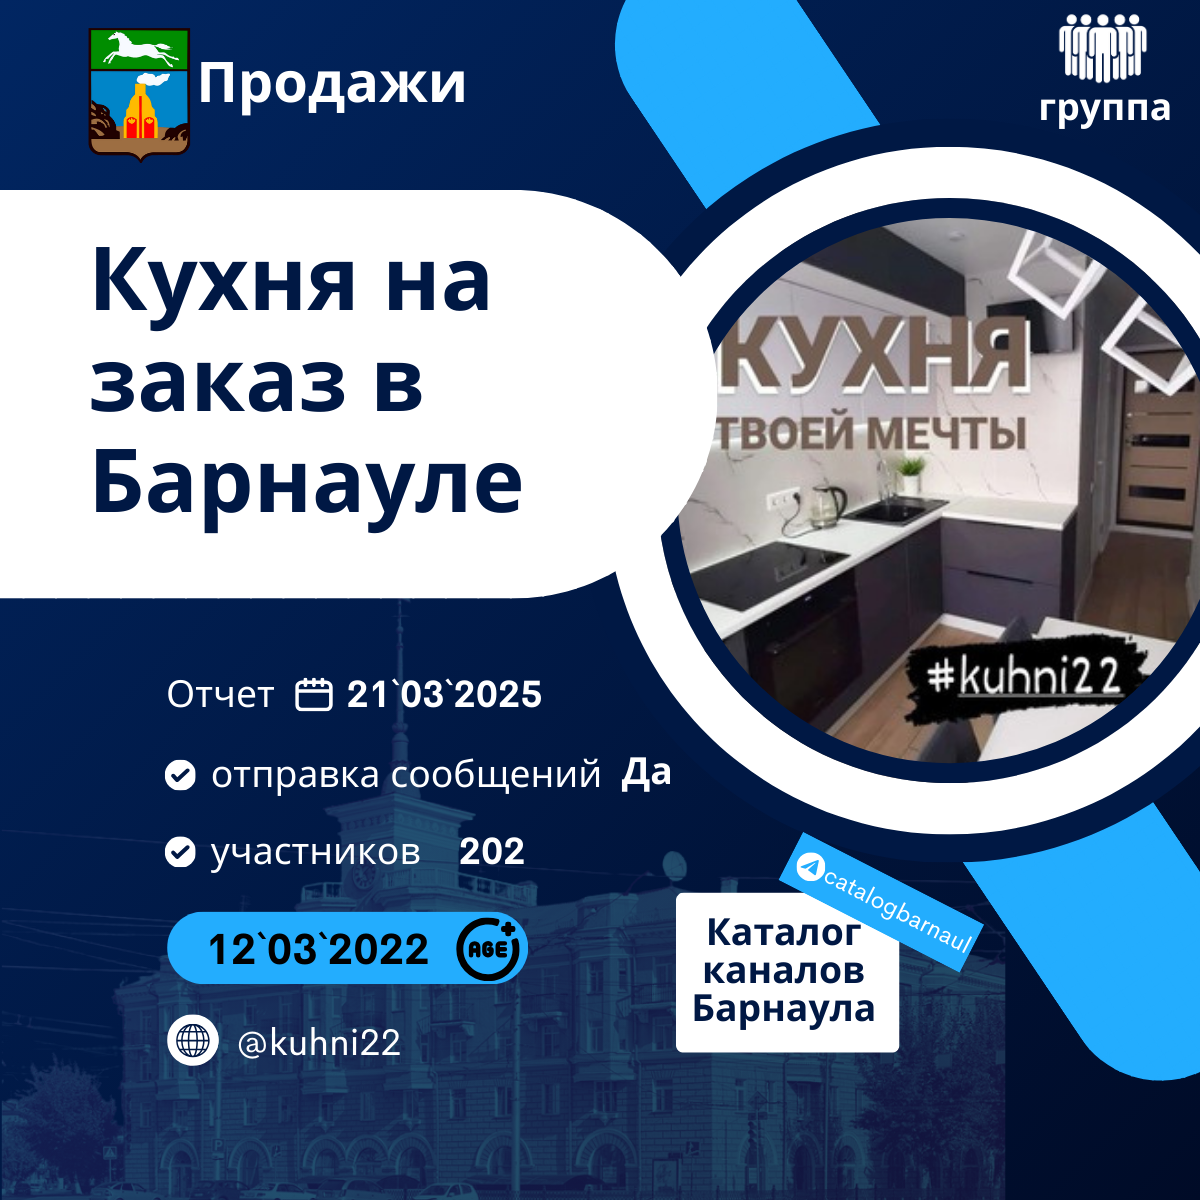 Продажи
группа
Кухня на
заказ в
Барнауле
КУХНЯ
ТВОЕЙ МЕЧТЫ
#kuhni22
Отчет 21`03`2025
отправка сообщений Да
участников 202
12`03`2022 AGE+
@kuhni22
catalogbarnaul
Каталог
каналов
Барнаула